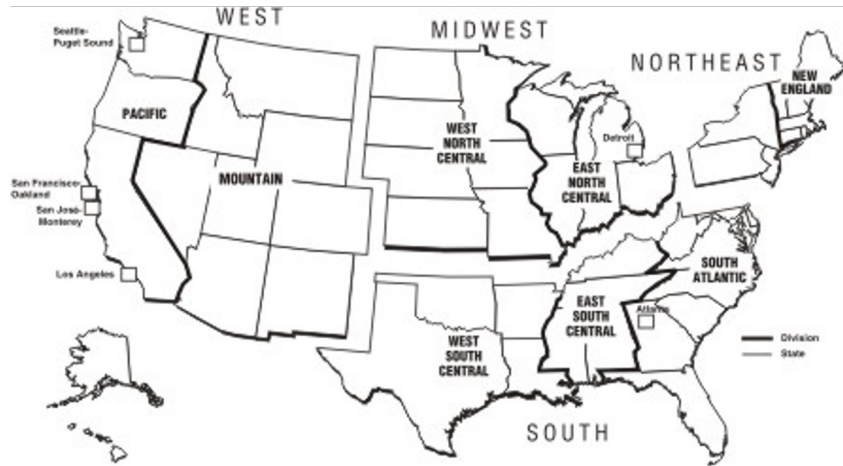 WEST
MIDWEST
NORTHEAST
Seattle-
Puget Sound
NEW
ENGLAND
PACIFIC
WEST
NORTH
CENTRAL
Detroit
EAST
NORTH
CENTRAL
MOUNTAIN
San Francisco-
Oakland
San José-
Monterey
Los Angeles
SOUTH
ATLANTIC
EAST
SOUTH
CENTRAL
Atlanta
WEST
SOUTH
CENTRAL
Division
State
SOUTH